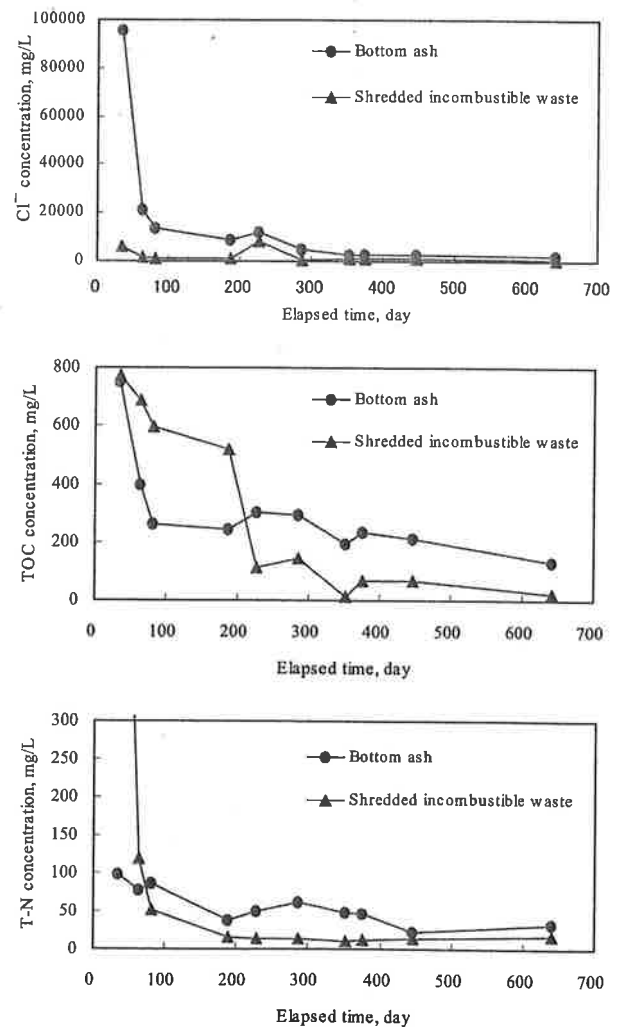 100000
80000
60000
40000
20000
0
Cl⁻ concentration, mg/L
Bottom ash
Shredded incombustible waste
0 100 200 300 400 500 600 700
Elapsed time, day
800
600
400
200
0
TOC concentration, mg/L
Bottom ash
Shredded incombustible waste
0 100 200 300 400 500 600 700
Elapsed time, day
300
250
200
150
100
50
0
T-N concentration, mg/L
Bottom ash
Shredded incombustible waste
0 100 200 300 400 500 600 700
Elapsed time, day